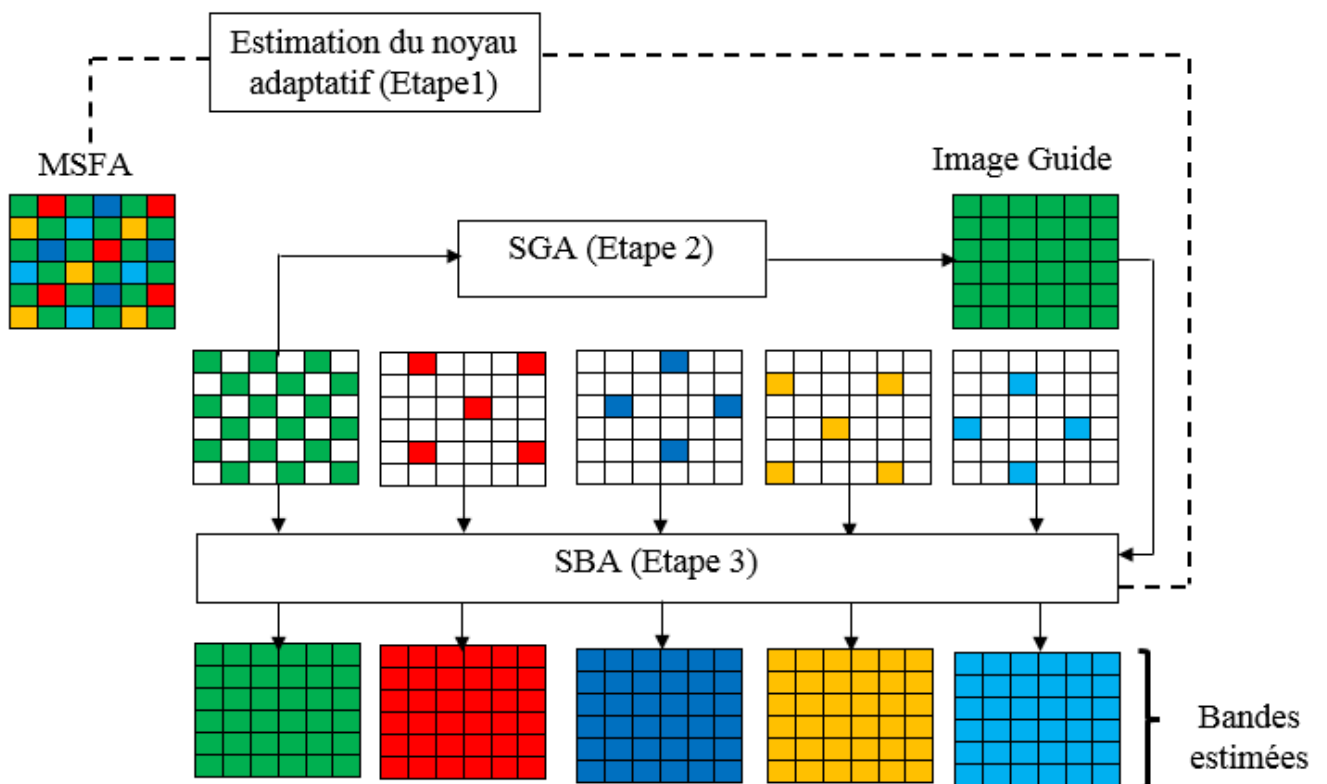 Estimation du noyau
adaptatif (Etape1)
MSFA
Image Guide
SGA (Etape 2)
SBA (Etape 3)
Bandes
estimées